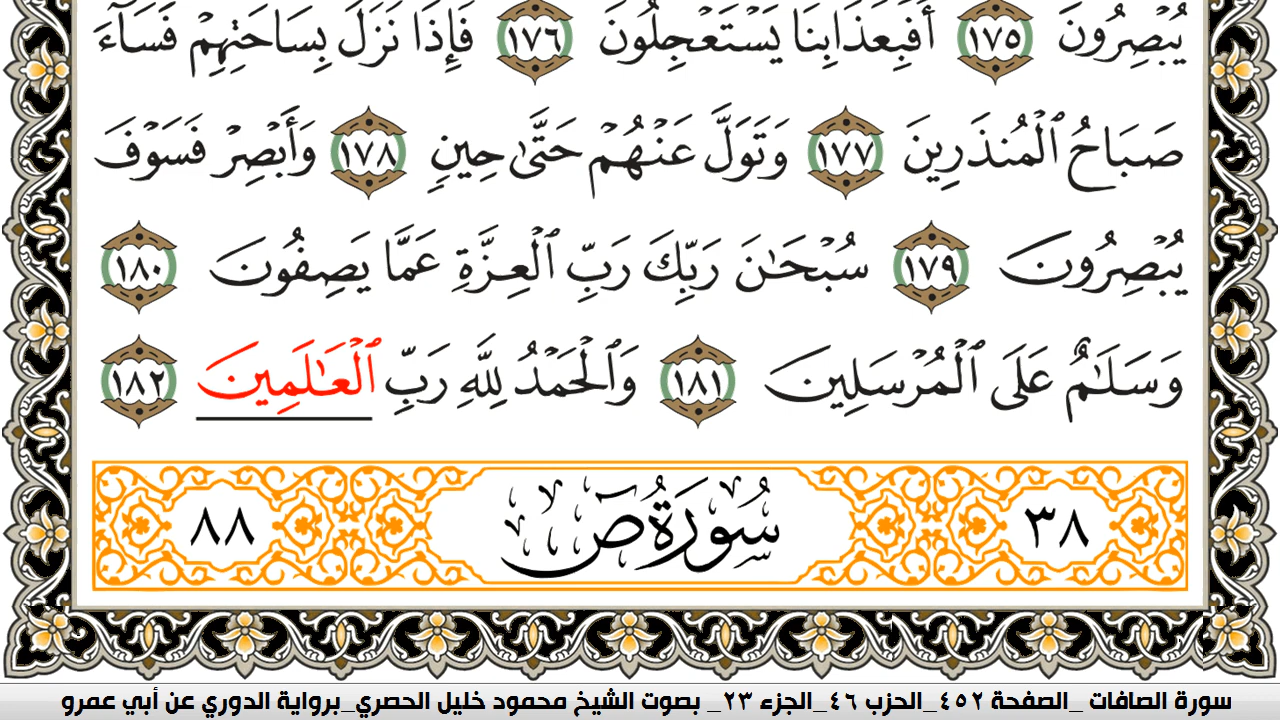 يُبْصِرُونَ ١٧٥ أَفَبِعَذَابِنَا يَسْتَعْجِلُونَ ١٧٦ فَإِذَا نَزَلَ بِسَاحَتِهِمْ فَسَآءَ
صَبَاحُ ٱلْمُنذَرِينَ ١٧٧ وَتَوَلَّ عَنْهُمْ حَتَّىٰ حِينٍ ١٧٨ وَأَبْصِرْ فَسَوْفَ
يُبْصِرُونَ ١٧٩ سُبْحَٰنَ رَبِّكَ رَبِّ ٱلْعِزَّةِ عَمَّا يَصِفُونَ ١٨٠
وَسَلَٰمٌ عَلَى ٱلْمُرْسَلِينَ ١٨١ وَٱلْحَمْدُ لِلَّهِ رَبِّ ٱلْعَٰلَمِينَ ١٨٢
٣٨ سُورَةُ صٓ ٨٨
سورة الصافات _الصفحة ٤٥٢_الحزب ٤٦_الجزء ٢٣_ بصوت الشيخ محمود خليل الحصري_برواية الدوري عن أبي عمرو